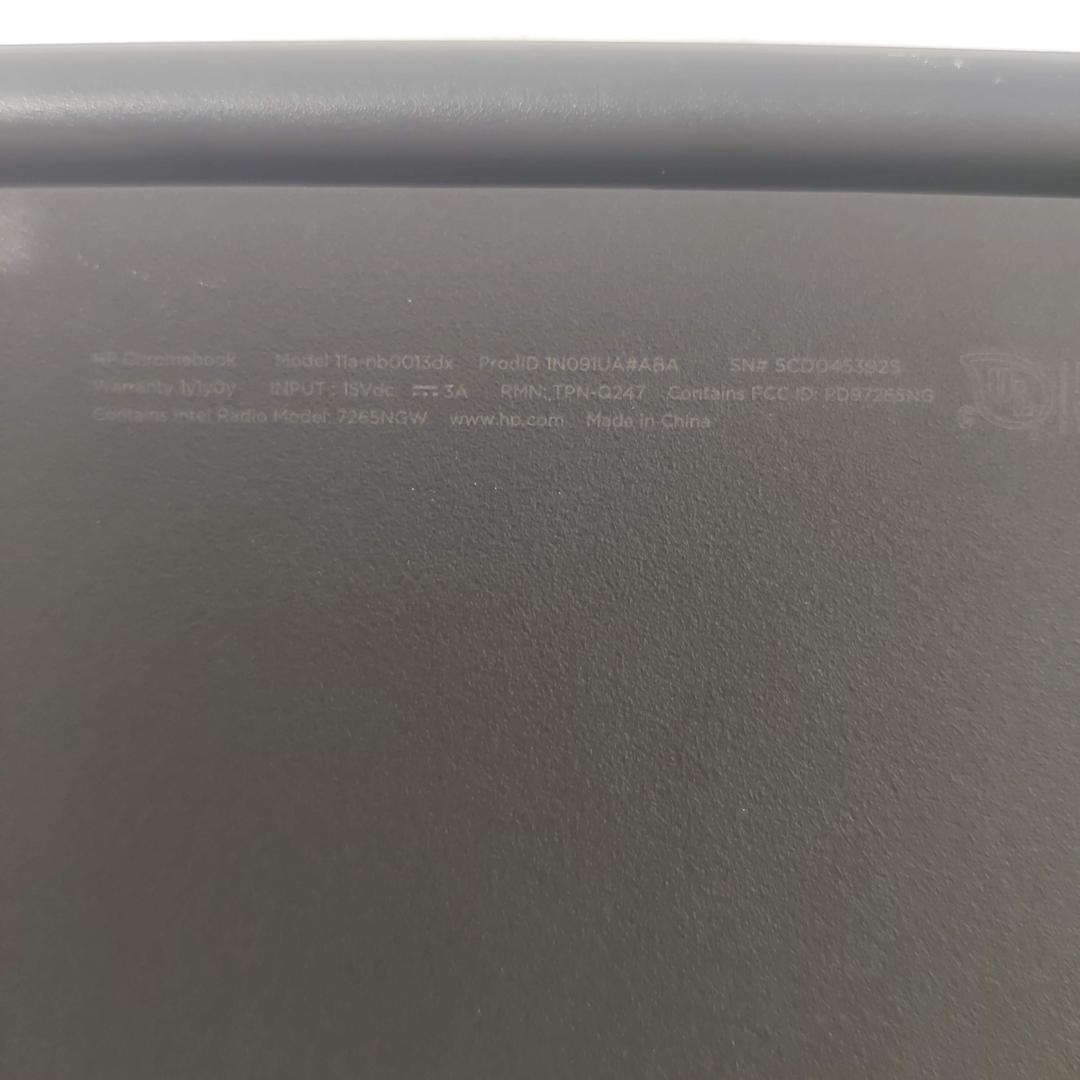 HP Chromebook Model 11a-nb0013dx ProdID 1N091UA#ABA SN# 5CD045392S
Warranty 1y1y0y INPUT : 15Vdc ⎓ 3A RMN: TPN-Q247 Contains FCC ID: PD97265NG
Contains Intel Radio Model: 7265NGW www.hp.com Made in China
UL